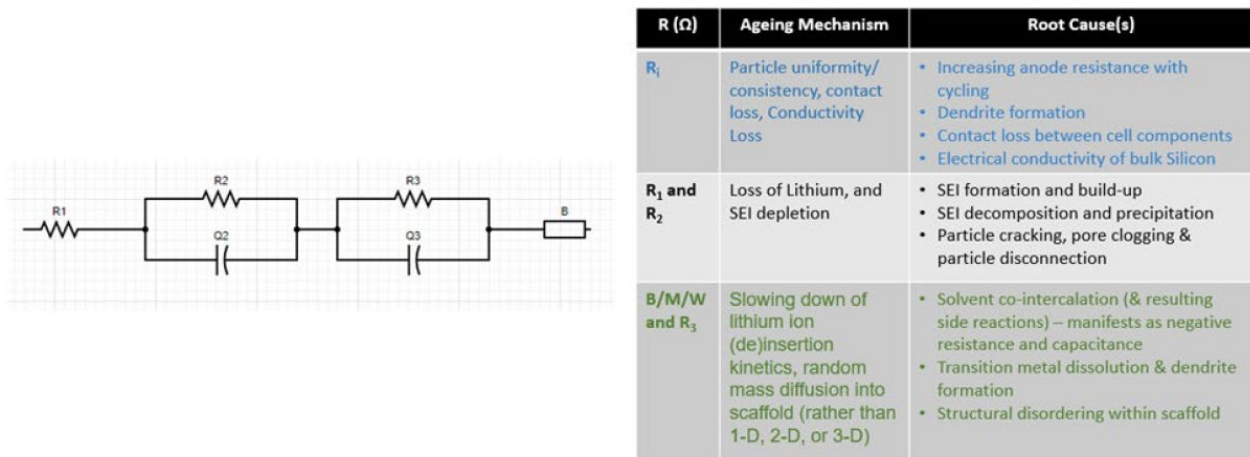 R1
R2
Q2
R3
Q3
B
R (Ω) Ageing Mechanism Root Cause(s)
Rᵢ
Particle uniformity/
consistency, contact
loss, Conductivity
Loss
• Increasing anode resistance with
cycling
• Dendrite formation
• Contact loss between cell components
• Electrical conductivity of bulk Silicon
R₁ and
R₂
Loss of Lithium, and
SEI depletion
• SEI formation and build-up
• SEI decomposition and precipitation
• Particle cracking, pore clogging &
particle disconnection
B/M/W
and R₃
Slowing down of
lithium ion
(de)insertion
kinetics, random
mass diffusion into
scaffold (rather than
1-D, 2-D, or 3-D)
• Solvent co-intercalation (& resulting
side reactions) – manifests as negative
resistance and capacitance
• Transition metal dissolution & dendrite
formation
• Structural disordering within scaffold